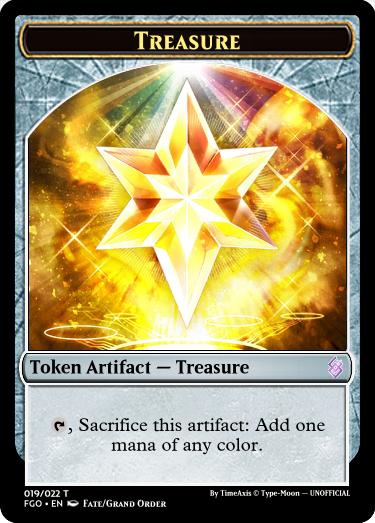 TREASURE
Token Artifact — Treasure
, Sacrifice this artifact: Add one
mana of any color.
019/022 T
FGO • EN FATE/GRAND ORDER
By TimeAxis © Type-Moon — UNOFFICIAL